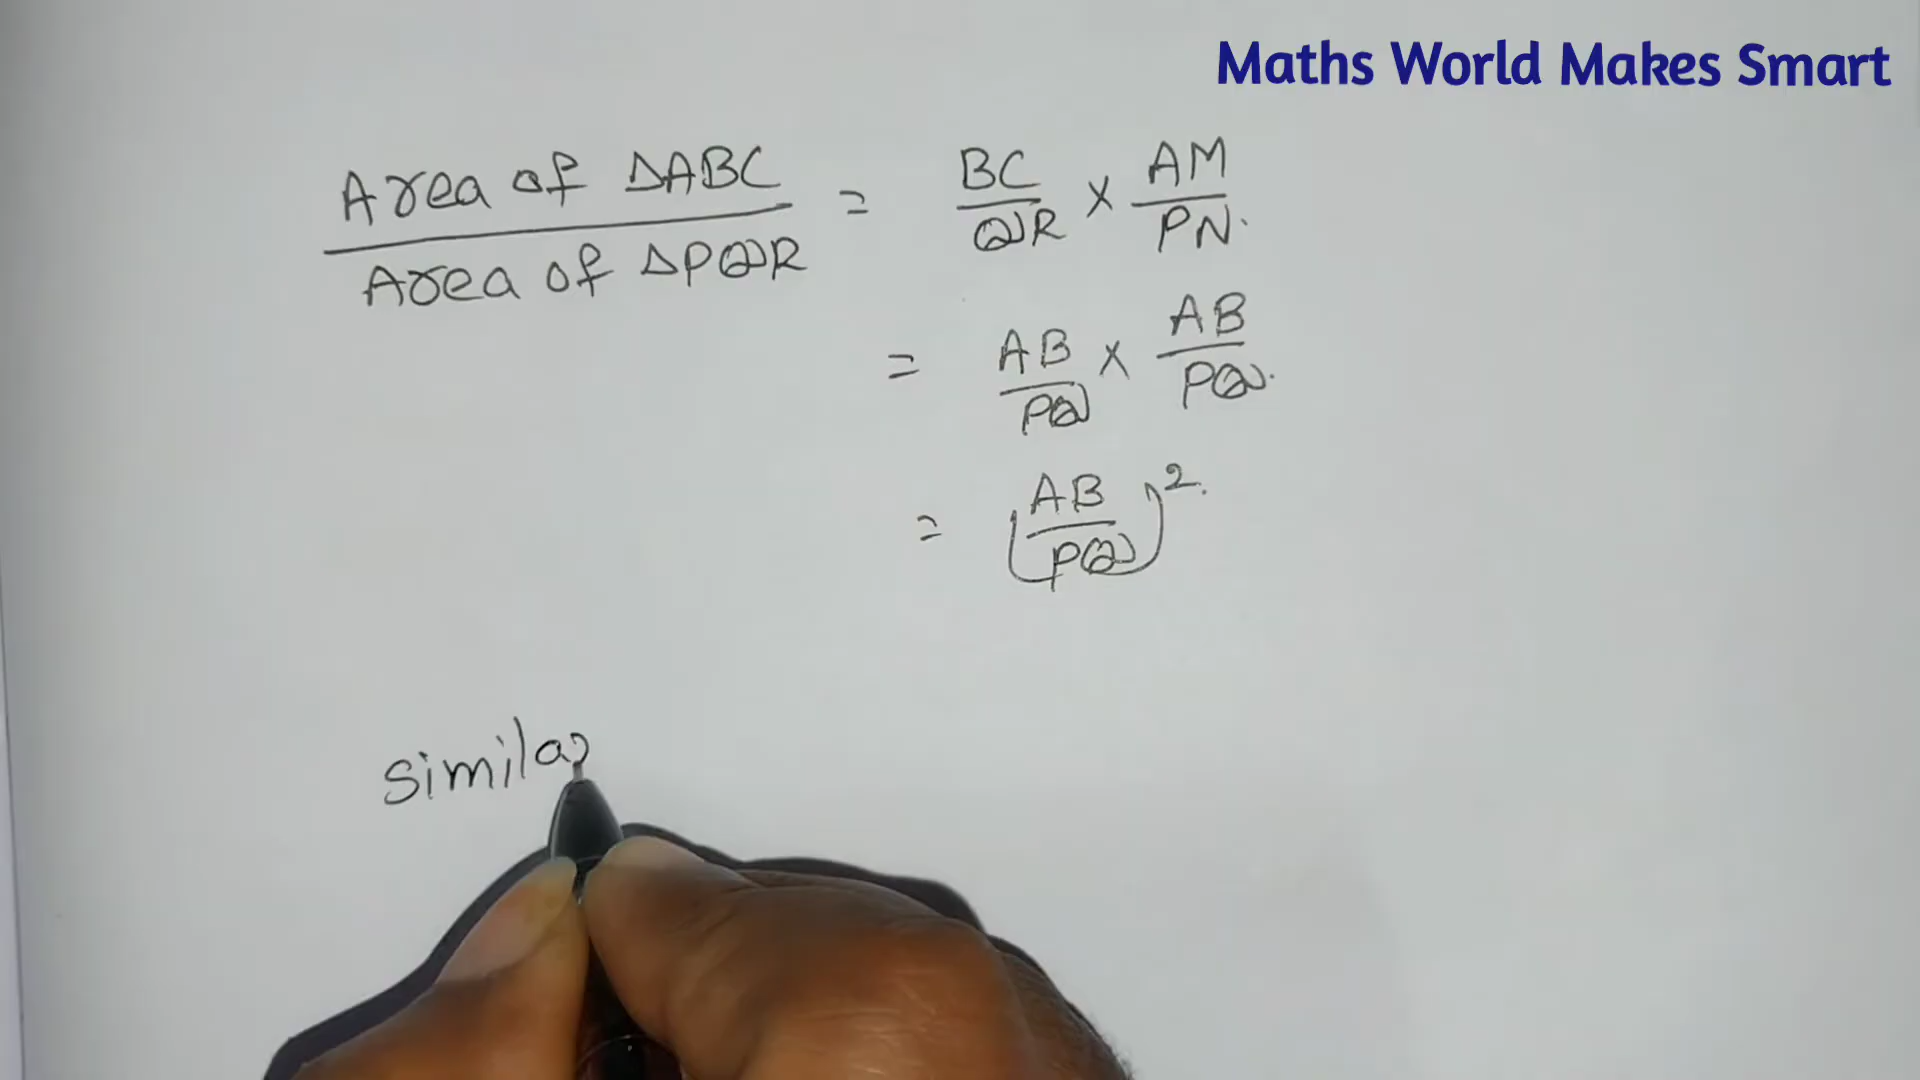 Maths World Makes Smart
Area of ΔABC / Area of ΔPQR = BC/QR × AM/PN.
= AB/PQ × AB/PQ.
= (AB/PQ)².
similar